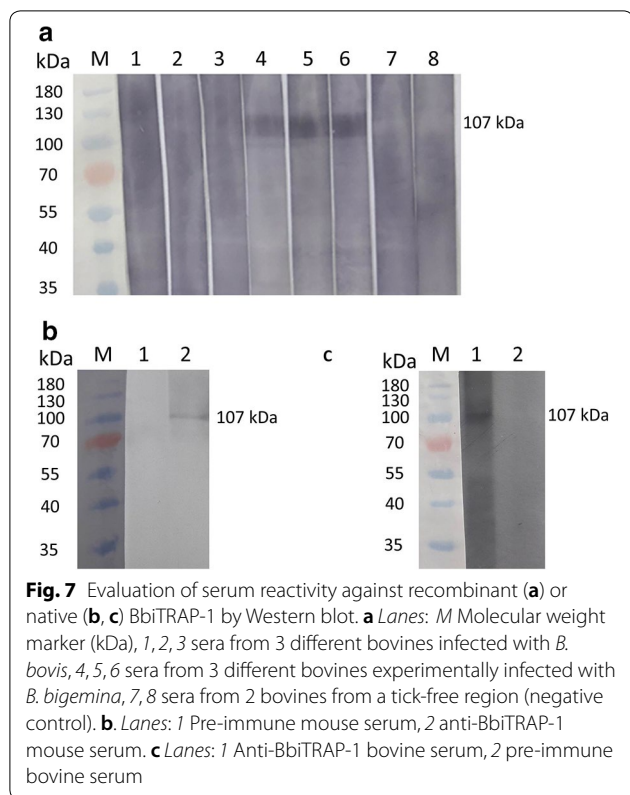 a
kDa M 1 2 3 4 5 6 7 8
180
130
100
70
55
40
35
107 kDa
b
kDa M 1 2
180
130
100
70
55
40
35
107 kDa
c
kDa M 1 2
180
130
100
70
55
40
35
107 kDa
Fig. 7 Evaluation of serum reactivity against recombinant (a) or
native (b, c) BbiTRAP-1 by Western blot. a Lanes: M Molecular weight
marker (kDa), 1, 2, 3 sera from 3 different bovines infected with B.
bovis, 4, 5, 6 sera from 3 different bovines experimentally infected with
B. bigemina, 7, 8 sera from 2 bovines from a tick-free region (negative
control). b. Lanes: 1 Pre-immune mouse serum, 2 anti-BbiTRAP-1
mouse serum. c Lanes: 1 Anti-BbiTRAP-1 bovine serum, 2 pre-immune
bovine serum